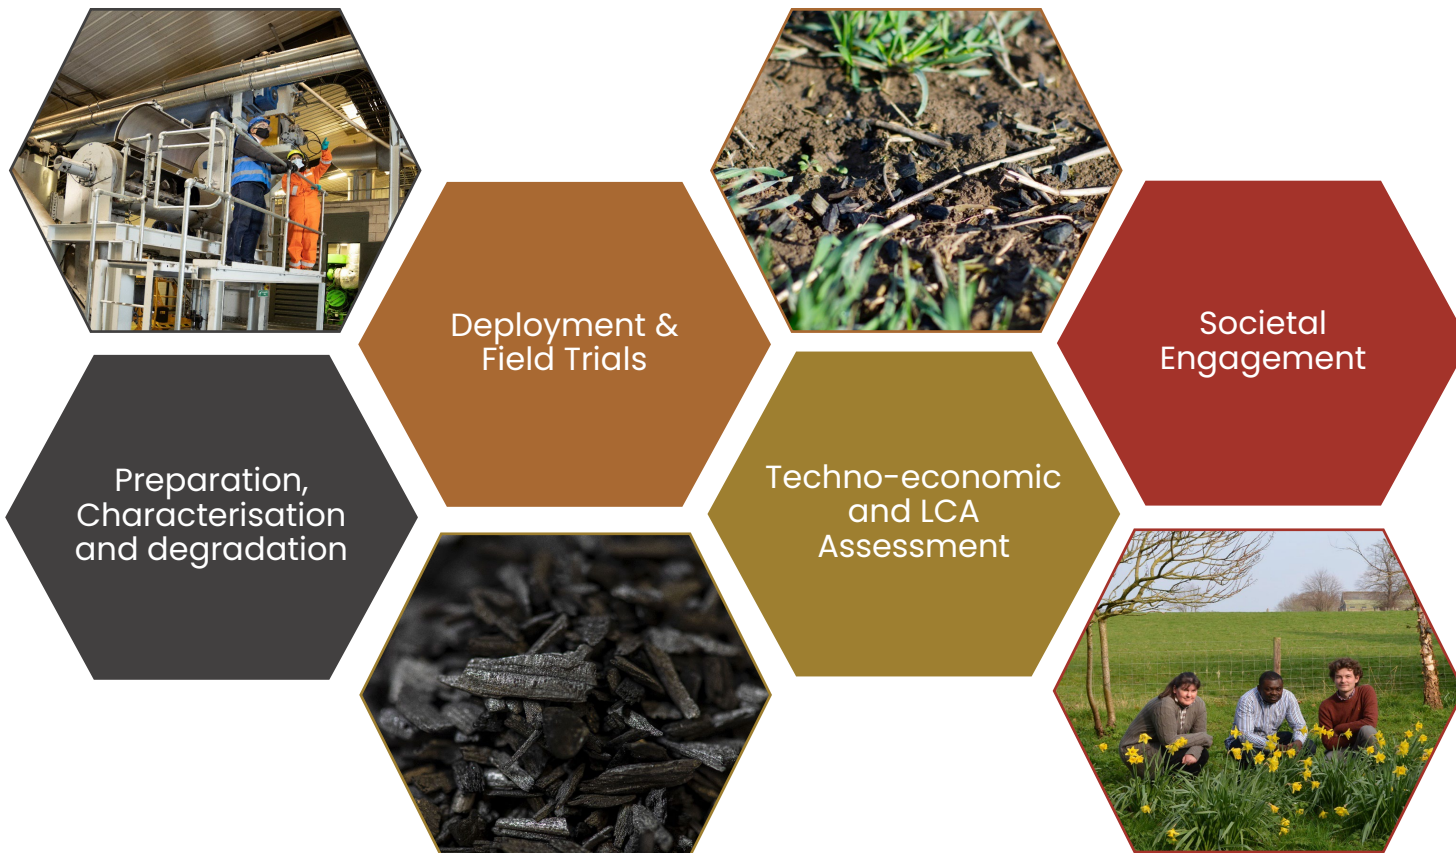 Preparation,
Characterisation
and degradation
Deployment &
Field Trials
Techno-economic
and LCA
Assessment
Societal
Engagement